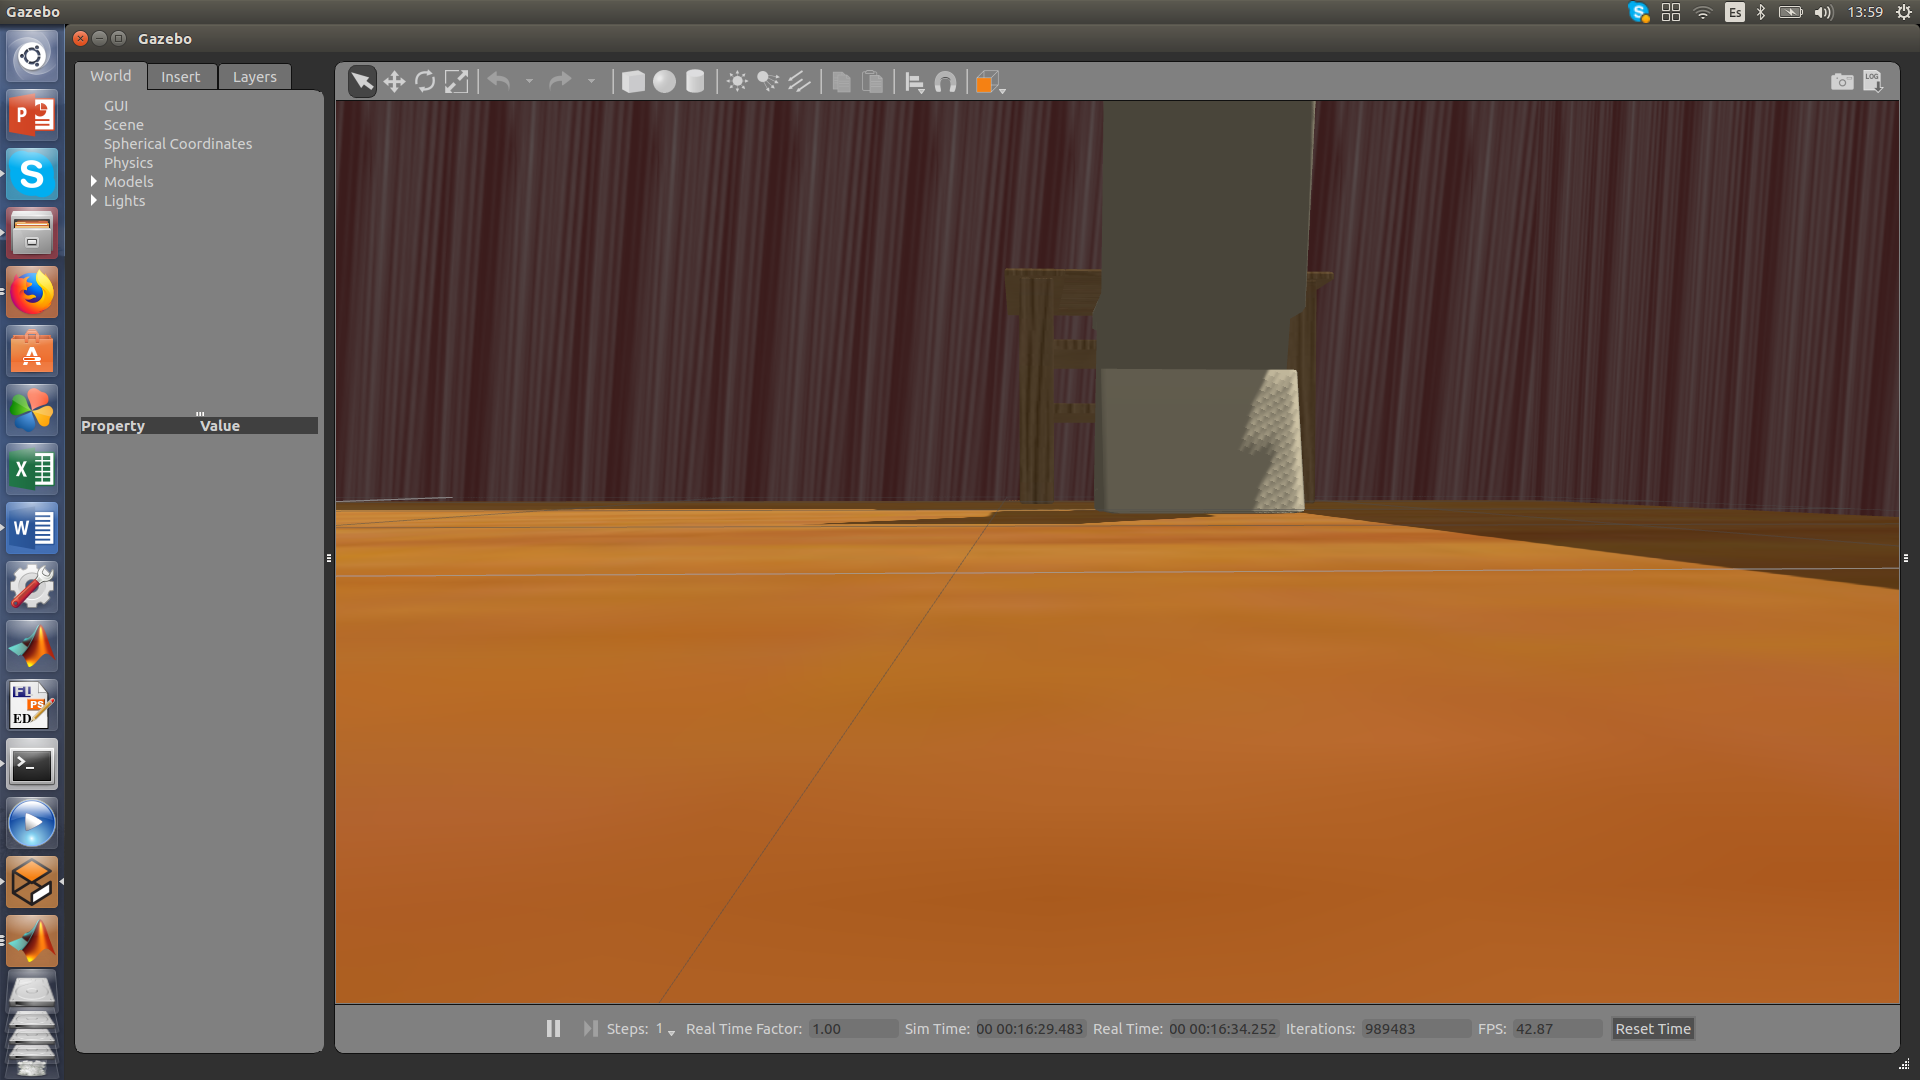 Gazebo
Es
13:59
Gazebo
World
Insert
Layers
GUI
Scene
Spherical Coordinates
Physics
Models
Lights
Property
Value
P
S
A
X
W
PS
ED
>_
LOG
Steps: 1
Real Time Factor: 1.00
Sim Time: 00 00:16:29.483
Real Time: 00 00:16:34.252
Iterations: 989483
FPS: 42.87
Reset Time